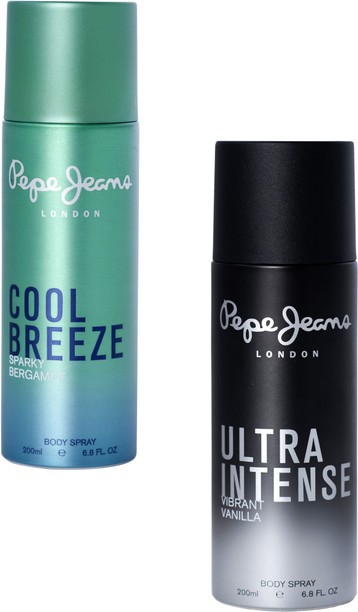 Pepe Jeans
LONDON
COOL
BREEZE
SPARKY
BERGAMOT
BODY SPRAY
200ml e 6.8 FL. OZ
Pepe Jeans
LONDON
ULTRA
INTENSE
VIBRANT
VANILLA
BODY SPRAY
200ml e 6.8 FL. OZ